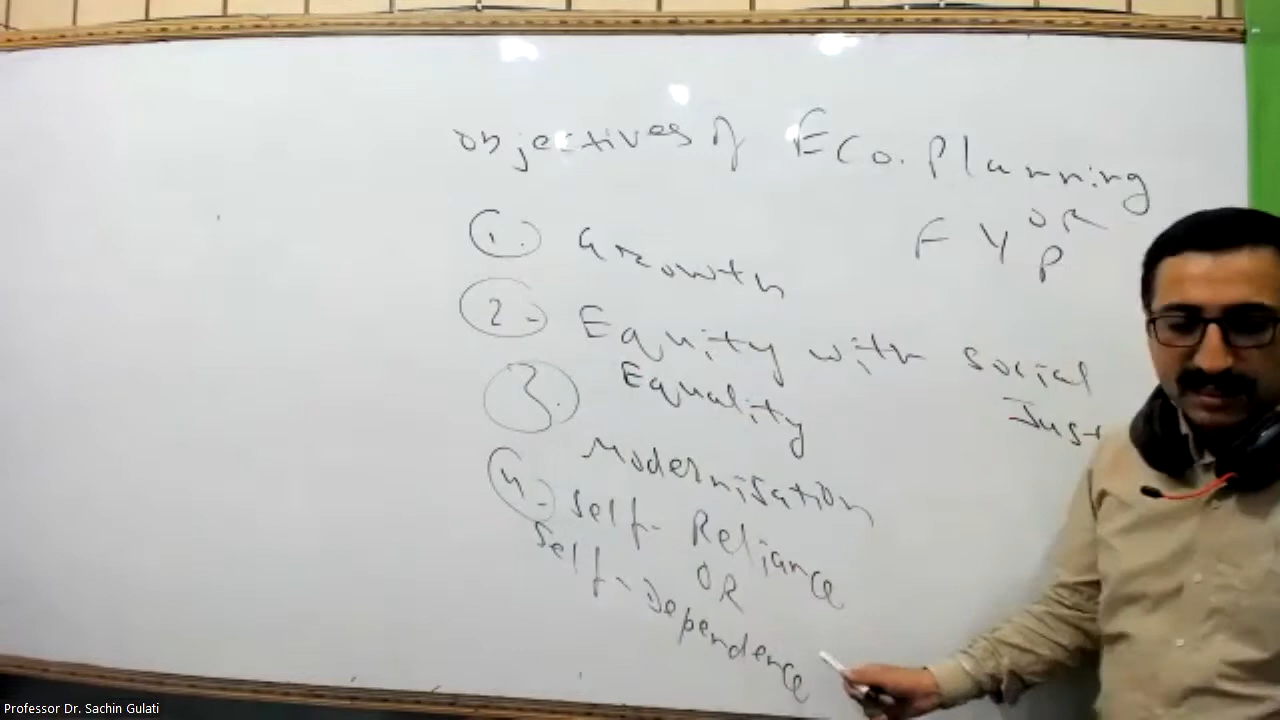 Objectives of Eco. Planning
OR
FYP
1. Growth
2. Equity with Social
Equality Just
3. Modernisation
4. Self-Reliance
OR
Self-Dependence
Professor Dr. Sachin Gulati